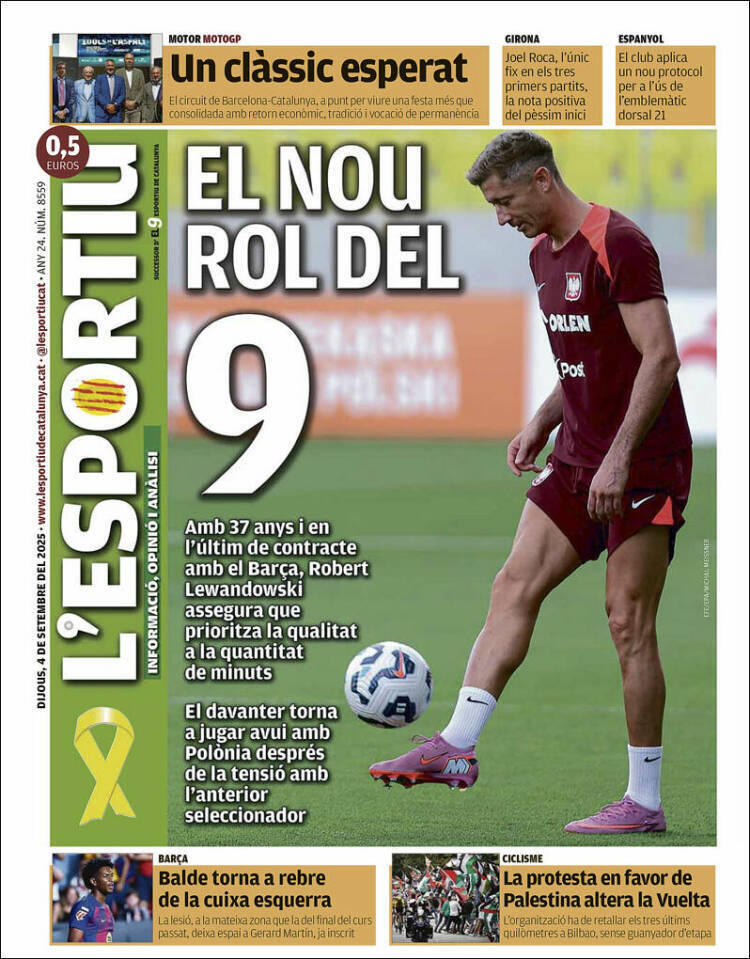 MOTOR MOTOGP
Un clàssic esperat
El circuit de Barcelona-Catalunya, a punt per viure una festa més que
consolidada amb retorn econòmic, tradició i vocació de permanència
GIRONA
Joel Roca, l'únic
fix en els tres
primers partits,
la nota positiva
del pèssim inici
ESPANYOL
El club aplica
un nou protocol
per a l'ús de
l'emblemàtic
dorsal 21
0,5
EUROS
DIJOUS, 4 DE SETEMBRE DEL 2025 · www.lesportiudecatalunya.cat · @lesportiucat · ANY 24. NÚM. 8559
L'ESPORTIU
SUCCESSOR D' EL 9 ESPORTIU DE CATALUNYA
INFORMACIÓ, OPINIÓ I ANÀLISI
EL NOU
ROL DEL
9
Amb 37 anys i en
l'últim de contracte
amb el Barça, Robert
Lewandowski
assegura que
prioritza la qualitat
a la quantitat
de minuts
El davanter torna
a jugar avui amb
Polònia després
de la tensió amb
l'anterior
seleccionador
ORLEN
Post
POLSKI
EFE/EPA/MICHAL MEISSNER
BARÇA
Balde torna a rebre
de la cuixa esquerra
La lesió, a la mateixa zona que la del final del curs
passat, deixa espai a Gerard Martín, ja inscrit
CICLISME
La protesta en favor de
Palestina altera la Vuelta
L'organització ha de retallar els tres últims
quilòmetres a Bilbao, sense guanyador d'etapa